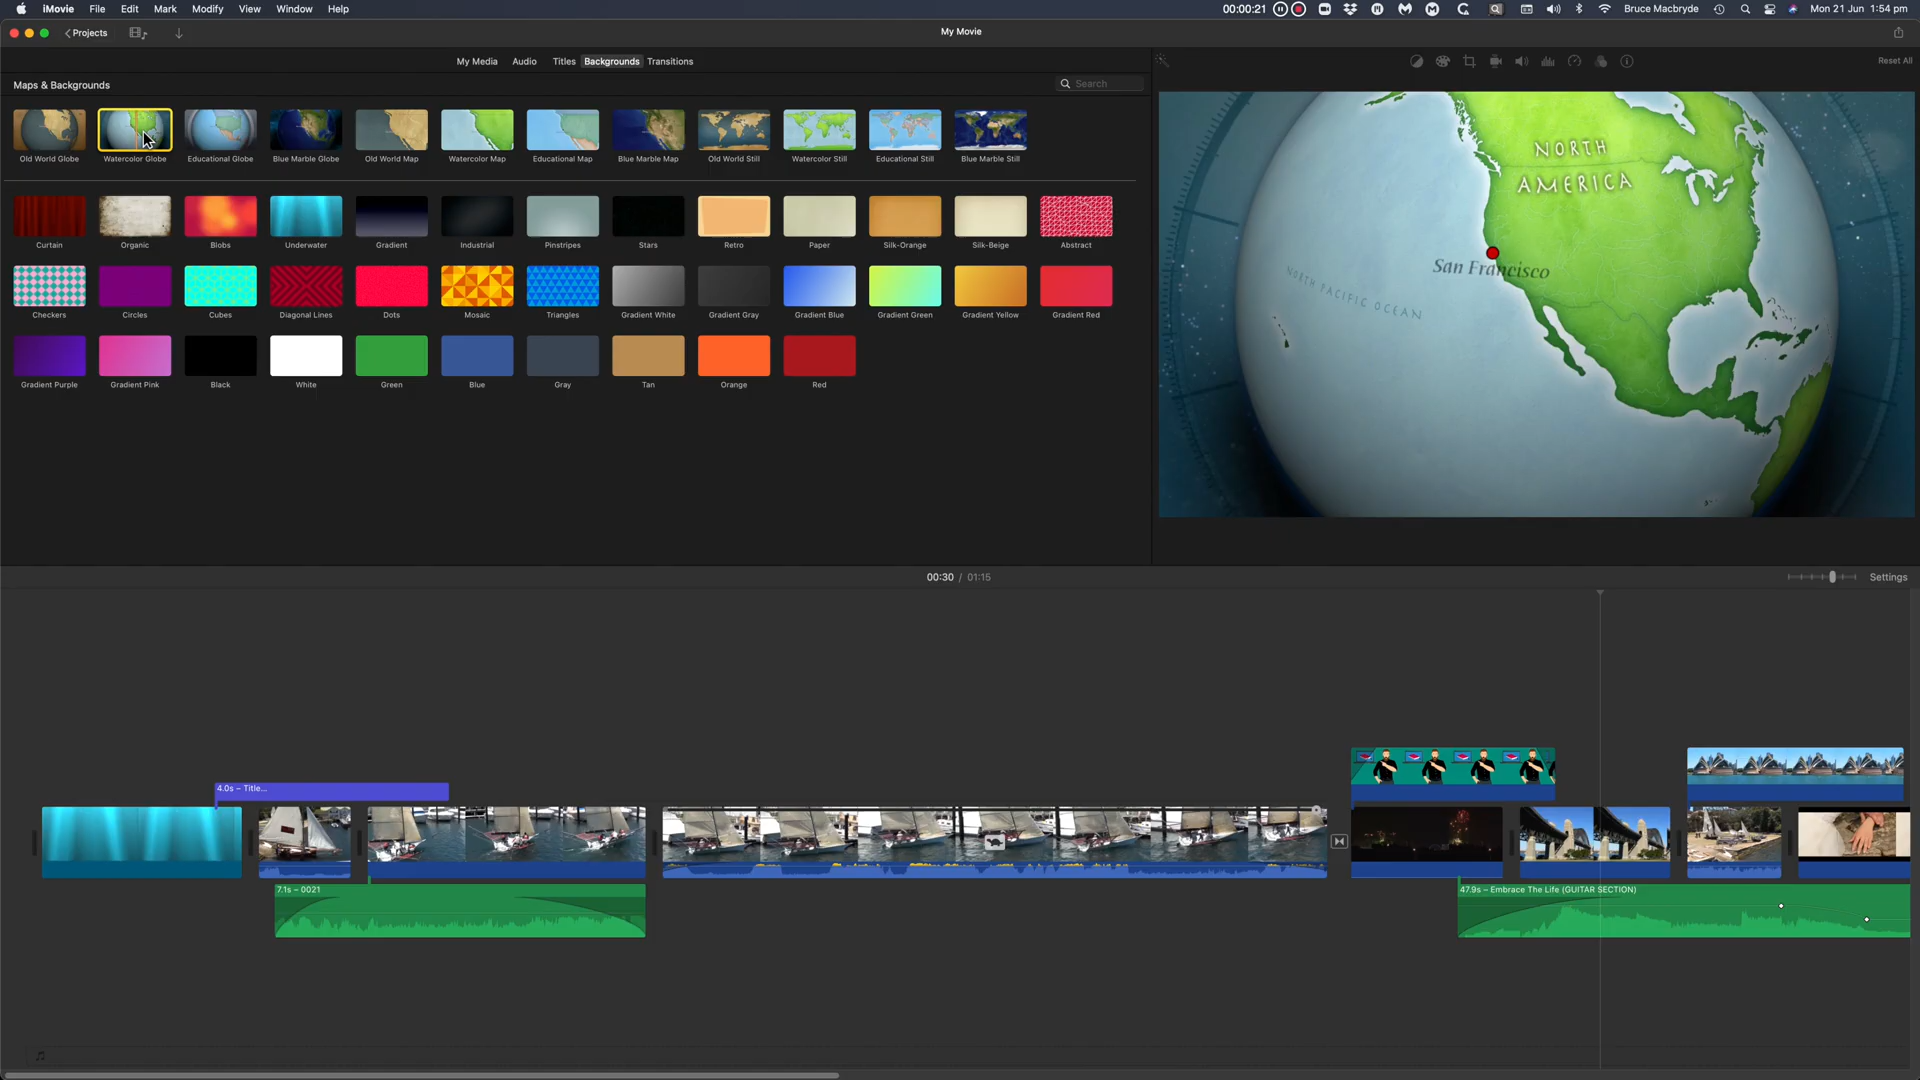 iMovie File Edit Mark Modify View Window Help 00:00:21 Bruce Macbryde Mon 21 Jun 1:54 pm
Projects My Movie
My Media Audio Titles Backgrounds Transitions Reset All
Maps & Backgrounds Search
Old World Globe Watercolor Globe Educational Globe Blue Marble Globe Old World Map Watercolor Map Educational Map Blue Marble Map Old World Still Watercolor Still Educational Still Blue Marble Still
Curtain Organic Blobs Underwater Gradient Industrial Pinstripes Stars Retro Paper Silk-Orange Silk-Beige Abstract
Checkers Circles Cubes Diagonal Lines Dots Mosaic Triangles Gradient White Gradient Gray Gradient Blue Gradient Green Gradient Yellow Gradient Red
Gradient Purple Gradient Pink Black White Green Blue Gray Tan Orange Red
NORTH
AMERICA
San Francisco
NORTH PACIFIC OCEAN
00:30 / 01:15 Settings
4.0s – Title...
7.1s – 0021
47.9s – Embrace The Life (GUITAR SECTION)